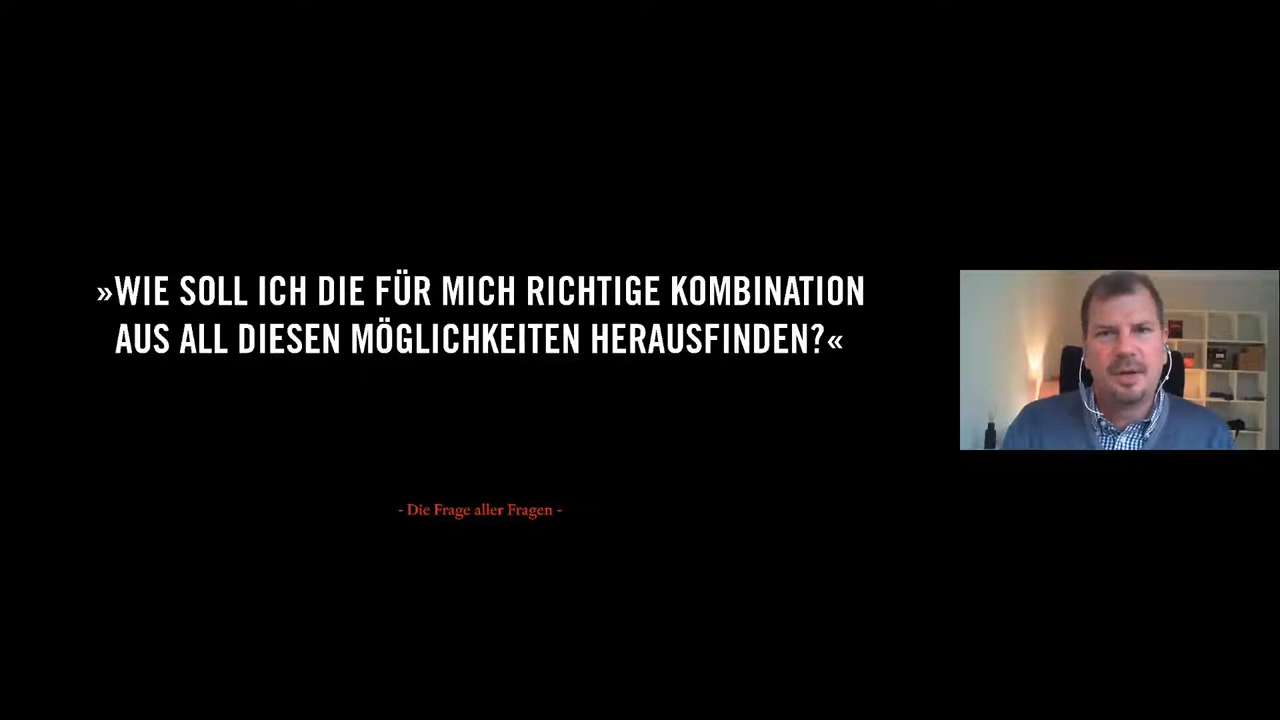 »WIE SOLL ICH DIE FÜR MICH RICHTIGE KOMBINATION
AUS ALL DIESEN MÖGLICHKEITEN HERAUSFINDEN?«
- Die Frage aller Fragen -